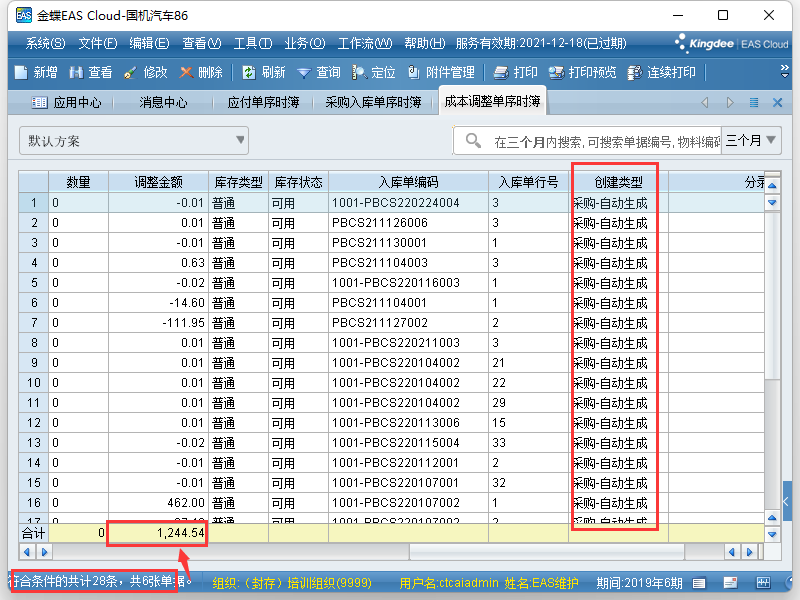 金蝶EAS Cloud-国机汽车86
系统(S) 文件(F) 编辑(E) 查看(V) 工具(T) 业务(O) 工作流(W) 帮助(H) 服务有效期:2021-12-18(已过期)
Kingdee | EAS Cloud
新增 查看 修改 删除 刷新 查询 定位 附件管理 打印 打印预览 连续打印
应用中心 消息中心 应付单序时簿 采购入库单序时簿 成本调整单序时簿
默认方案 在三个月内搜索,可搜索单据编号,物料编码 三个月
数量 调整金额 库存类型 库存状态 入库单编码 入库单行号 创建类型 分录
1 0 -0.01 普通 可用 1001-PBCS220224004 3 采购-自动生成
2 0 0.01 普通 可用 PBCS211126006 3 采购-自动生成
3 0 -0.01 普通 可用 PBCS211130001 1 采购-自动生成
4 0 0.63 普通 可用 PBCS211104003 3 采购-自动生成
5 0 -0.02 普通 可用 1001-PBCS220116003 1 采购-自动生成
6 0 -14.60 普通 可用 PBCS211104001 1 采购-自动生成
7 0 -111.95 普通 可用 PBCS211127002 2 采购-自动生成
8 0 0.01 普通 可用 1001-PBCS220211003 3 采购-自动生成
9 0 0.01 普通 可用 1001-PBCS220104002 21 采购-自动生成
10 0 0.01 普通 可用 1001-PBCS220104002 22 采购-自动生成
11 0 0.01 普通 可用 1001-PBCS220104002 29 采购-自动生成
12 0 0.01 普通 可用 1001-PBCS220113006 15 采购-自动生成
13 0 -0.02 普通 可用 1001-PBCS220115004 33 采购-自动生成
14 0 -0.01 普通 可用 1001-PBCS220112001 2 采购-自动生成
15 0 -0.01 普通 可用 1001-PBCS220107001 32 采购-自动生成
16 0 462.00 普通 可用 1001-PBCS220107002 1 采购-自动生成
合计 0 1,244.54
符合条件的共计28条，共6张单据。 组织:（封存）培训组织(9999) 用户名:ctcaiadmin 姓名:EAS维护 期间:2019年6期